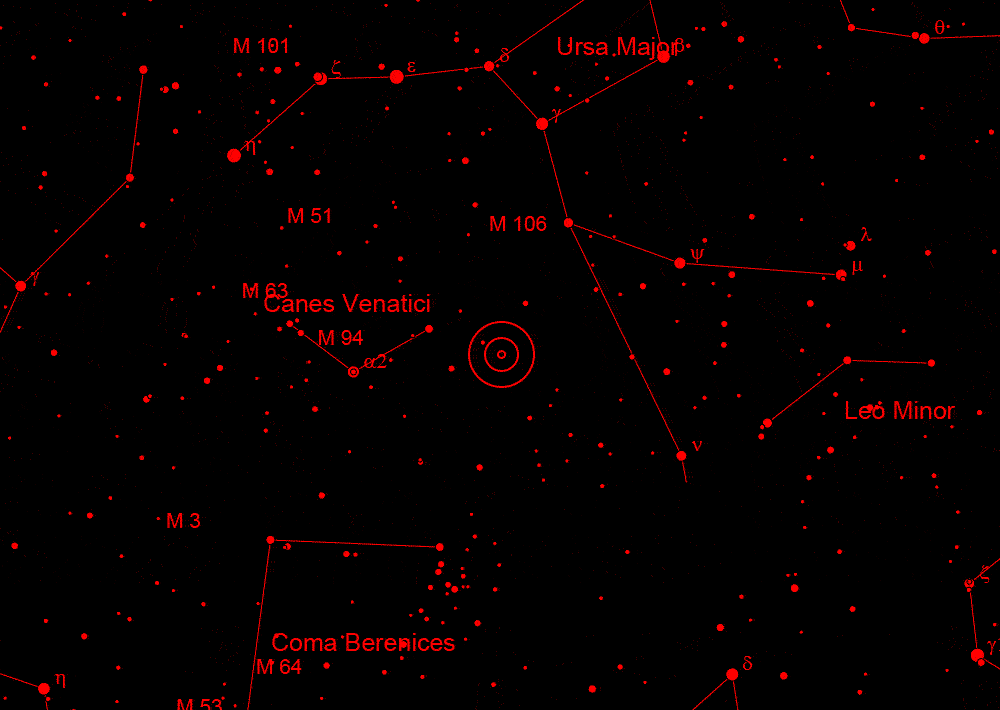 θ
M 101
Ursa Major
β
ζ
ε
δ
γ
η
M 51
M 106
λ
ψ
μ
γ
M 63
Canes Venatici
M 94
α2
Leo Minor
ν
M 3
ζ
Coma Berenices
γ
M 64
δ
η
M 53